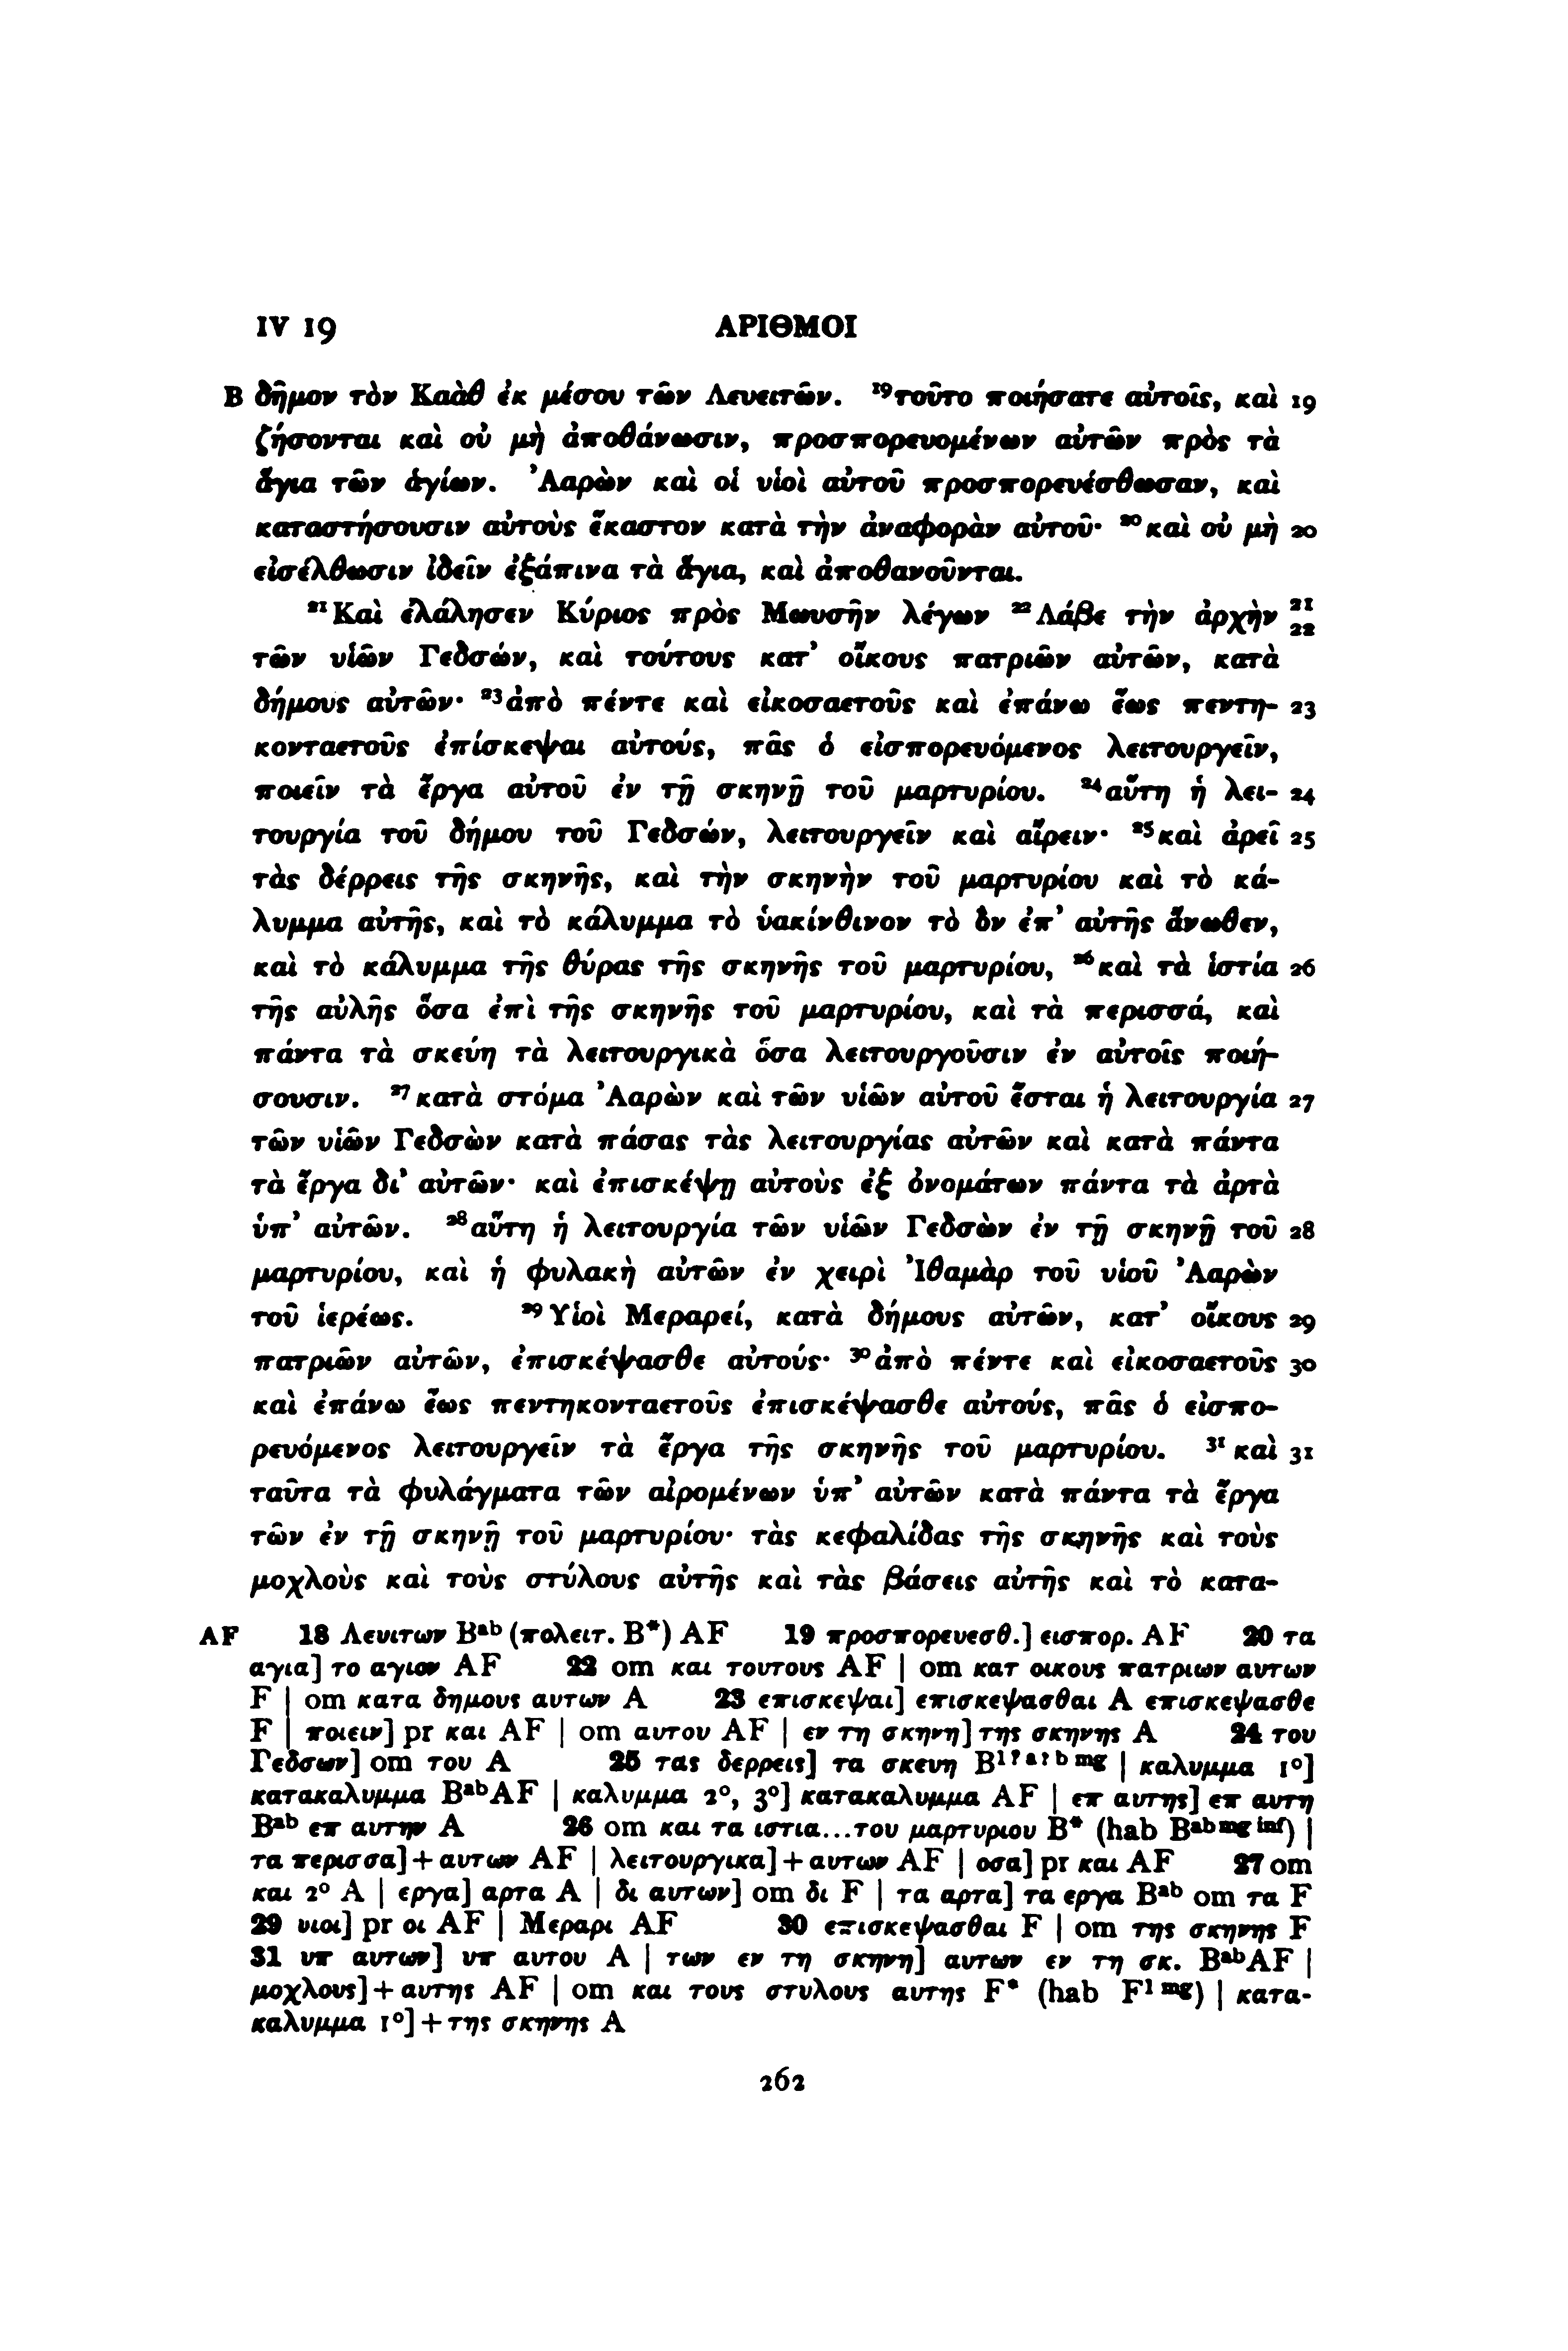 IV 19 ΑΡΙΘΜΟΙ
B δῆμον τὸν Καὰθ ἐκ μέσου τῶν Λευειτῶν. ¹⁹τοῦτο ποιήσατε αὐτοῖς, καὶ 19
ζήσονται καὶ οὐ μὴ ἀποθάνωσιν, προσπορευομένων αὐτῶν πρὸς τὰ
ἅγια τῶν ἁγίων. Ἀαρὼν καὶ οἱ υἱοὶ αὐτοῦ προσπορευέσθωσαν, καὶ
καταστήσουσιν αὐτοὺς ἕκαστον κατὰ τὴν ἀναφορὰν αὐτοῦ· ²⁰καὶ οὐ μὴ 20
εἰσέλθωσιν ἰδεῖν ἐξάπινα τὰ ἅγια, καὶ ἀποθανοῦνται.
²¹Καὶ ἐλάλησεν Κύριος πρὸς Μωυσῆν λέγων ²²Λάβε τὴν ἀρχὴν 21 22
τῶν υἱῶν Γεδσών, καὶ τούτους κατ’ οἴκους πατριῶν αὐτῶν, κατὰ
δήμους αὐτῶν· ²³ἀπὸ πέντε καὶ εἰκοσαετοῦς καὶ ἐπάνω ἕως πεντη- 23
κονταετοῦς ἐπίσκεψαι αὐτούς, πᾶς ὁ εἰσπορευόμενος λειτουργεῖν,
ποιεῖν τὰ ἔργα αὐτοῦ ἐν τῇ σκηνῇ τοῦ μαρτυρίου. ²⁴αὕτη ἡ λει- 24
τουργία τοῦ δήμου τοῦ Γεδσών, λειτουργεῖν καὶ αἴρειν· ²⁵καὶ ἀρεῖ 25
τὰς δέρρεις τῆς σκηνῆς, καὶ τὴν σκηνὴν τοῦ μαρτυρίου καὶ τὸ κά-
λυμμα αὐτῆς, καὶ τὸ κάλυμμα τὸ ὑακίνθινον τὸ ὂν ἐπ’ αὐτῆς ἄνωθεν,
καὶ τὸ κάλυμμα τῆς θύρας τῆς σκηνῆς τοῦ μαρτυρίου, ²⁶καὶ τὰ ἱστία 26
τῆς αὐλῆς ὅσα ἐπὶ τῆς σκηνῆς τοῦ μαρτυρίου, καὶ τὰ περισσά, καὶ
πάντα τὰ σκεύη τὰ λειτουργικὰ ὅσα λειτουργοῦσιν ἐν αὐτοῖς ποιή-
σουσιν. ²⁷κατὰ στόμα Ἀαρὼν καὶ τῶν υἱῶν αὐτοῦ ἔσται ἡ λειτουργία 27
τῶν υἱῶν Γεδσὼν κατὰ πάσας τὰς λειτουργίας αὐτῶν καὶ κατὰ πάντα
τὰ ἔργα δι’ αὐτῶν· καὶ ἐπισκέψῃ αὐτοὺς ἐξ ὀνομάτων πάντα τὰ ἀρτὰ
ὑπ’ αὐτῶν. ²⁸αὕτη ἡ λειτουργία τῶν υἱῶν Γεδσὼν ἐν τῇ σκηνῇ τοῦ 28
μαρτυρίου, καὶ ἡ φυλακὴ αὐτῶν ἐν χειρὶ Ἰθαμὰρ τοῦ υἱοῦ Ἀαρὼν
τοῦ ἱερέως. ²⁹Υἱοὶ Μεραρεί, κατὰ δήμους αὐτῶν, κατ’ οἴκους 29
πατριῶν αὐτῶν, ἐπισκέψασθε αὐτούς· ³⁰ἀπὸ πέντε καὶ εἰκοσαετοῦς 30
καὶ ἐπάνω ἕως πεντηκονταετοῦς ἐπισκέψασθε αὐτούς, πᾶς ὁ εἰσπο-
ρευόμενος λειτουργεῖν τὰ ἔργα τῆς σκηνῆς τοῦ μαρτυρίου. ³¹καὶ 31
ταῦτα τὰ φυλάγματα τῶν αἰρομένων ὑπ’ αὐτῶν κατὰ πάντα τὰ ἔργα
τῶν ἐν τῇ σκηνῇ τοῦ μαρτυρίου· τὰς κεφαλίδας τῆς σκηνῆς καὶ τοὺς
μοχλοὺς καὶ τοὺς στύλους αὐτῆς καὶ τὰς βάσεις αὐτῆς καὶ τὸ κατα-
AF 18 Λευιτων Bᵃᵇ (πολειτ. B*) AF 19 προσπορευεσθ.] εισπορ. AF 20 τα
αγια] το αγιον AF 22 om και τουτους AF | om κατ οικους πατριων αυτων
F | om κατα δημους αυτων A 23 επισκεψαι] επισκεψασθαι A επισκεψασθε
F | ποιειν] pr και AF | om αυτου AF | εν τη σκηνη] της σκηνης A 24 του
Γεδσων] om του A 25 τας δερρεις] τα σκευη B¹ˀᵃˀᵇᵐᵍ | καλυμμα 1°]
κατακαλυμμα BᵃᵇAF | καλυμμα 2°, 3°] κατακαλυμμα AF | επ αυτης] επ αυτη
Bᵃᵇ επ αυτην A 26 om και τα ιστια...του μαρτυριου B* (hab Bᵃᵇᵐᵍ ⁱⁿᶠ) |
τα περισσα]+αυτων AF | λειτουργικα]+αυτων AF | οσα] pr και AF 27 om
και 2° A | εργα] αρτα A | δι αυτων] om δι F | τα αρτα] τα εργα Bᵃᵇ om τα F
29 υιοι] pr οι AF | Μεραρι AF 30 επισκεψασθαι F | om της σκηνης F
31 υπ αυτων] υπ αυτου A | των εν τη σκηνη] αυτων εν τη σκ. BᵃᵇAF |
μοχλους]+αυτης AF | om και τους στυλους αυτης F* (hab F¹ᵐᵍ) | κατα-
καλυμμα 1°]+της σκηνης A
262